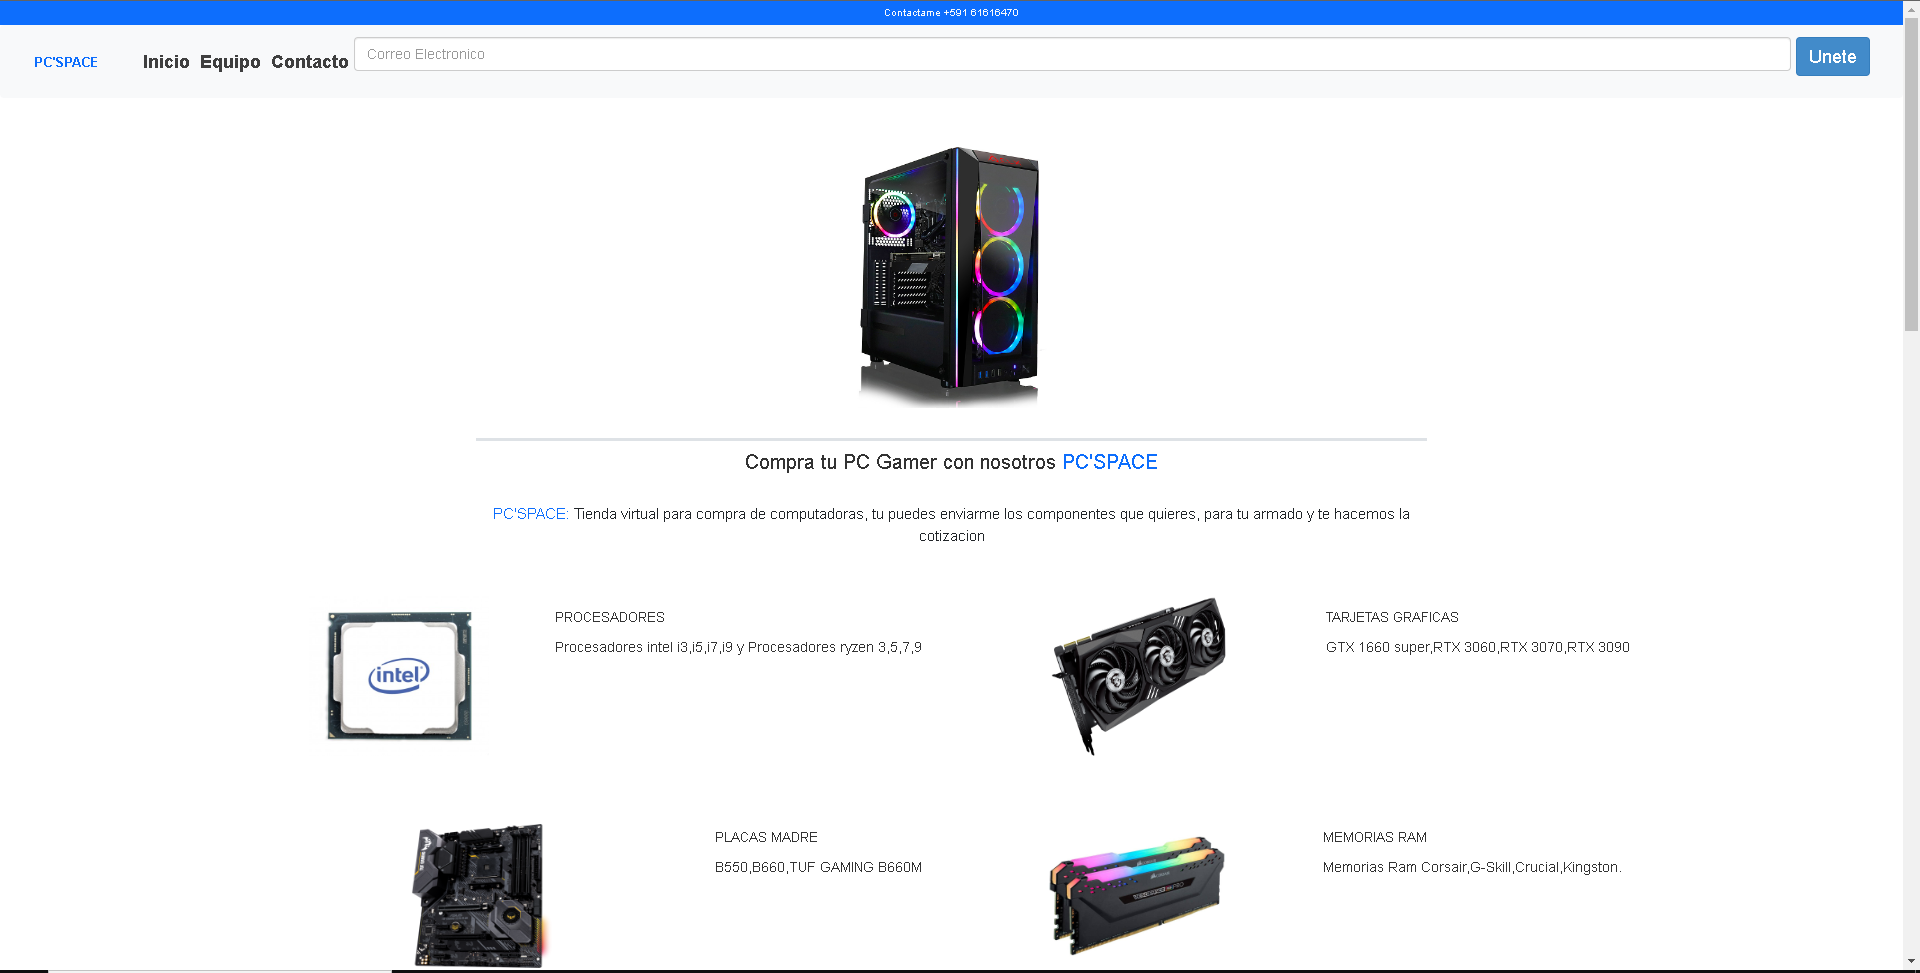 Contactame +591 61616470
PC'SPACE
Inicio Equipo Contacto
Correo Electronico
Unete
Compra tu PC Gamer con nosotros PC'SPACE
PC'SPACE: Tienda virtual para compra de computadoras, tu puedes enviarme los componentes que quieres, para tu armado y te hacemos la
cotizacion
intel
PROCESADORES
Procesadores intel i3,i5,i7,i9 y Procesadores ryzen 3,5,7,9
TARJETAS GRAFICAS
GTX 1660 super,RTX 3060,RTX 3070,RTX 3090
PLACAS MADRE
B550,B660,TUF GAMING B660M
MEMORIAS RAM
Memorias Ram Corsair,G-Skill,Crucial,Kingston.